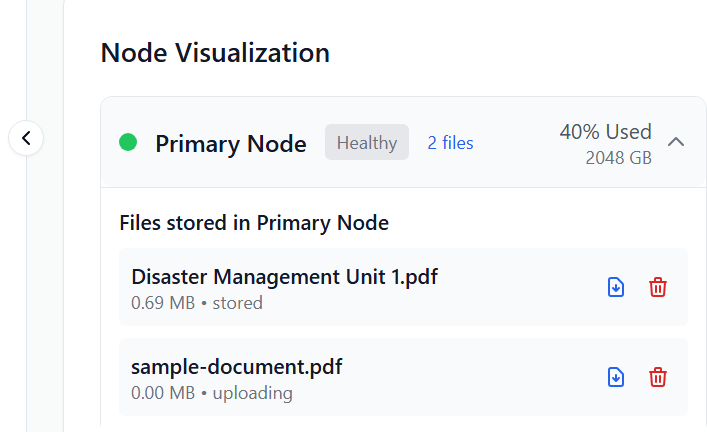 Node Visualization
Primary Node
Healthy
2 files
40% Used
2048 GB
Files stored in Primary Node
Disaster Management Unit 1.pdf
0.69 MB • stored
sample-document.pdf
0.00 MB • uploading